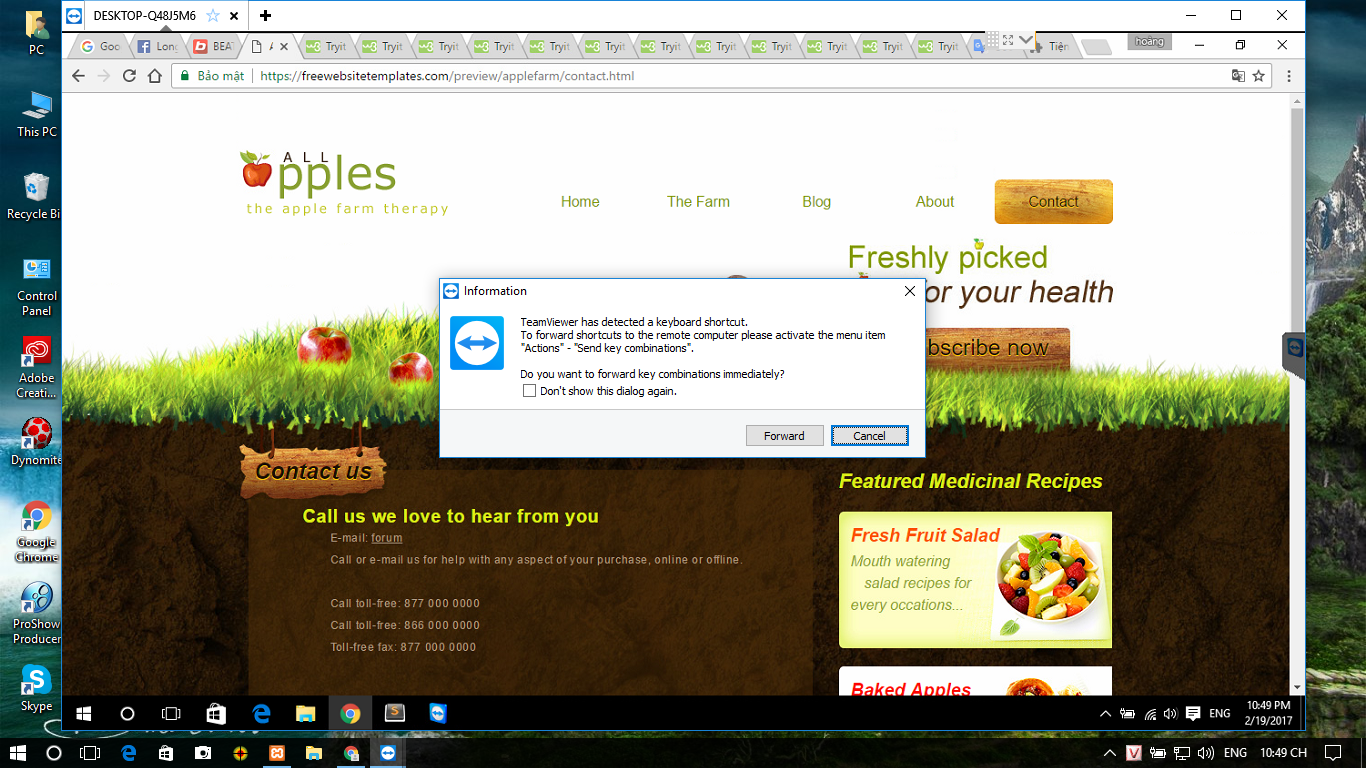 PC
This PC
Recycle Bi
Control
Panel
Adobe
Creati...
Dynomite
Google
Chrome
ProShow
Producer
Skype
DESKTOP-Q48J5M6
Goo
Long
BEA
A
Tryit
Tryit
Tryit
Tryit
Tryit
Tryit
Tryit
Tryit
Tryit
Tryit
Tryit
Tryit
Tiện
hoàng
Bảo mật
https://freewebsitetemplates.com/preview/applefarm/contact.html
ALL
apples
the apple farm therapy
Home
The Farm
Blog
About
Contact
Freshly picked
or your health
bscribe now
Information
TeamViewer has detected a keyboard shortcut.
To forward shortcuts to the remote computer please activate the menu item
"Actions" - "Send key combinations".
Do you want to forward key combinations immediately?
Don't show this dialog again.
Forward
Cancel
Contact us
Call us we love to hear from you
E-mail: forum
Call or e-mail us for help with any aspect of your purchase, online or offline.
Call toll-free: 877 000 0000
Call toll-free: 866 000 0000
Toll-free fax: 877 000 0000
Featured Medicinal Recipes
Fresh Fruit Salad
Mouth watering
salad recipes for
every occations...
Baked Apples
ENG
10:49 PM
2/19/2017
ENG
10:49 CH